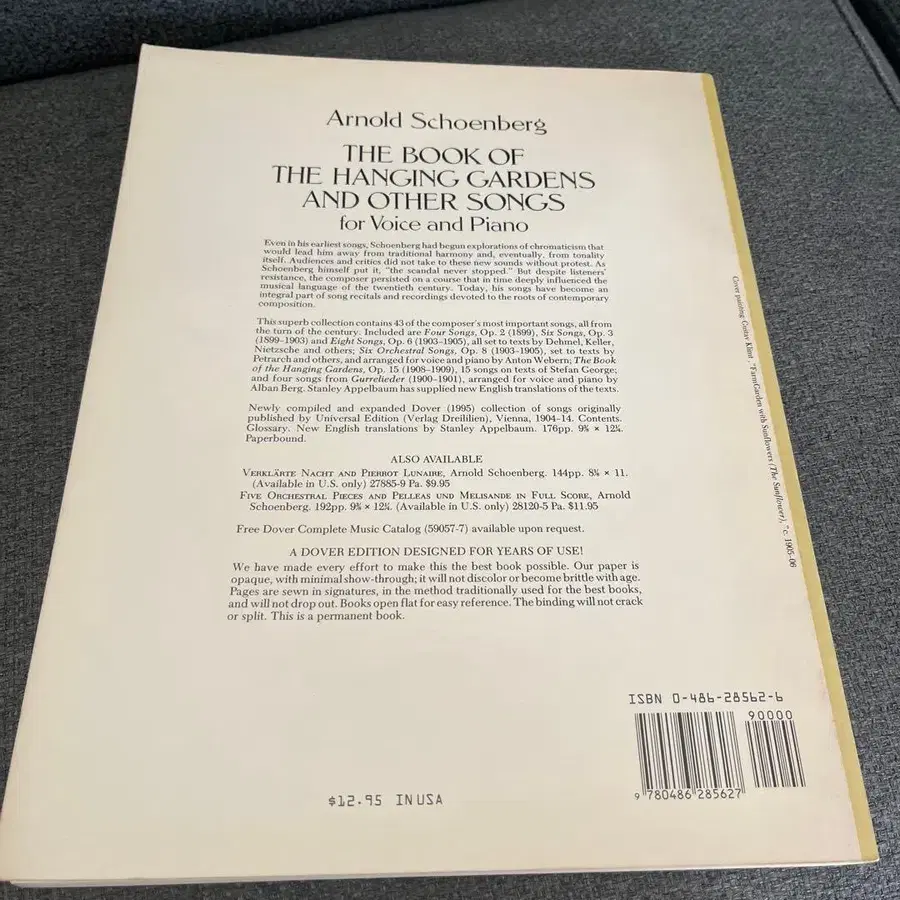 Arnold Schoenberg
THE BOOK OF
THE HANGING GARDENS
AND OTHER SONGS
for Voice and Piano
Even in his earliest songs, Schoenberg had begun explorations of chromaticism that
would lead him away from traditional harmony and, eventually, from tonality
itself. Audiences and critics did not take to these new sounds without protest. As
Schoenberg himself put it, "the scandal never stopped." But despite listeners'
resistance, the composer persisted on a course that in time deeply influenced the
musical language of the twentieth century. Today, his songs have become an
integral part of song recitals and recordings devoted to the roots of contemporary
composition.
This superb collection contains 43 of the composer's most important songs, all from
the turn of the century. Included are Four Songs, Op. 2 (1899), Six Songs, Op. 3
(1899–1903) and Eight Songs, Op. 6 (1903–1905), all set to texts by Dehmel, Keller,
Nietzsche and others; Six Orchestral Songs, Op. 8 (1903–1905), set to texts by
Petrarch and others, and arranged for voice and piano by Anton Webern; The Book
of the Hanging Gardens, Op. 15 (1908–1909), 15 songs on texts of Stefan George;
and four songs from Gurrelieder (1900–1901), arranged for voice and piano by
Alban Berg. Stanley Appelbaum has supplied new English translations of the texts.
Newly compiled and expanded Dover (1995) collection of songs originally
published by Universal Edition (Verlag Dreililien), Vienna, 1904–14. Contents.
Glossary. New English translations by Stanley Appelbaum. 176pp. 9⅜ × 12¼.
Paperbound.
ALSO AVAILABLE
VERKLÄRTE NACHT AND PIERROT LUNAIRE, Arnold Schoenberg. 144pp. 8¼ × 11.
(Available in U.S. only) 27885-9 Pa. $9.95
FIVE ORCHESTRAL PIECES AND PELLEAS UND MELISANDE IN FULL SCORE, Arnold
Schoenberg. 192pp. 9⅜ × 12¼. (Available in U.S. only) 28120-5 Pa. $11.95
Free Dover Complete Music Catalog (59057-7) available upon request.
A DOVER EDITION DESIGNED FOR YEARS OF USE!
We have made every effort to make this the best book possible. Our paper is
opaque, with minimal show-through; it will not discolor or become brittle with age.
Pages are sewn in signatures, in the method traditionally used for the best books,
and will not drop out. Books open flat for easy reference. The binding will not crack
or split. This is a permanent book.
Cover painting: Gustav Klimt, "Farm Garden with Sunflowers (The Sunflower)," c. 1905–06
ISBN 0-486-28562-6
90000
9 780486 285627
$12.95 IN USA